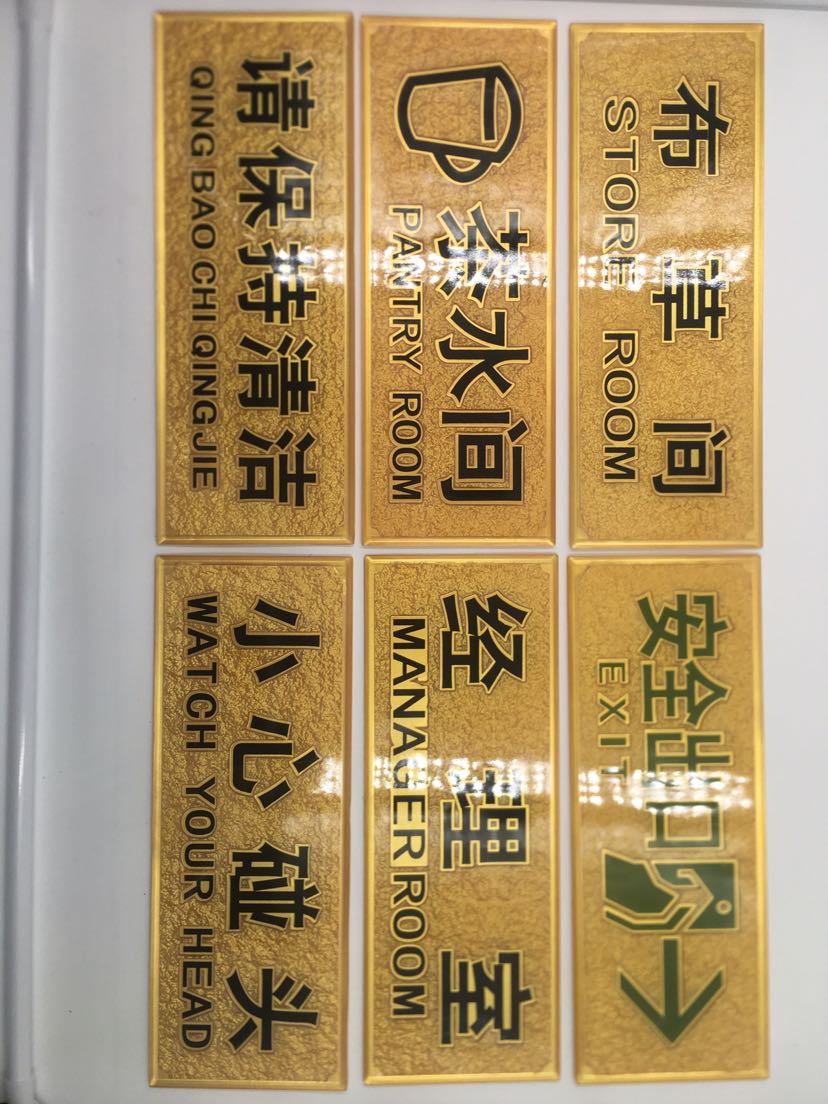 布草间
STORE ROOM
安全出口
EXIT
茶水间
PANTRY ROOM
经理室
MANAGER ROOM
请保持清洁
QING BAO CHI QING JIE
小心碰头
WATCH YOUR HEAD